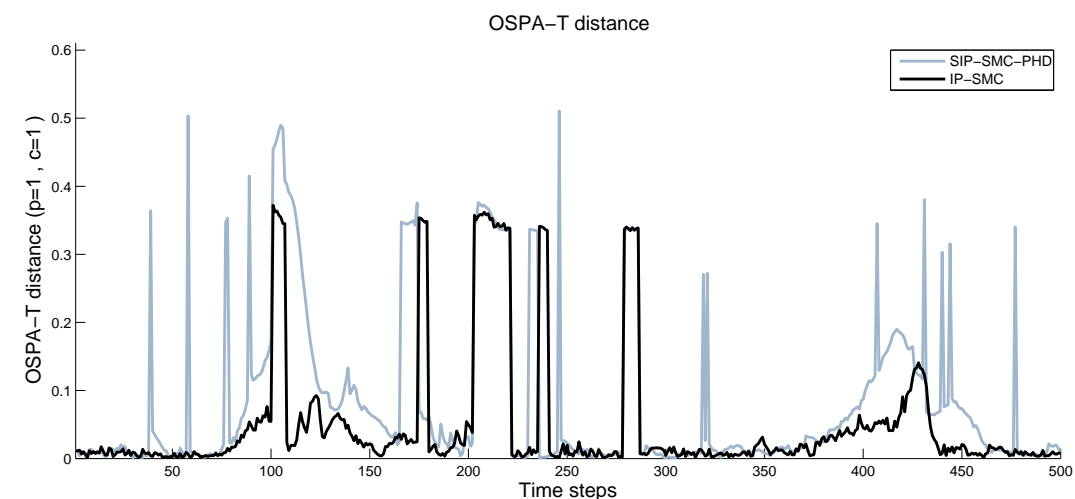 OSPA−T distance
OSPA−T distance (p=1 , c=1 )
0.6
0.5
0.4
0.3
0.2
0.1
0
SIP−SMC−PHD
IP−SMC
50 100 150 200 250 300 350 400 450 500
Time steps